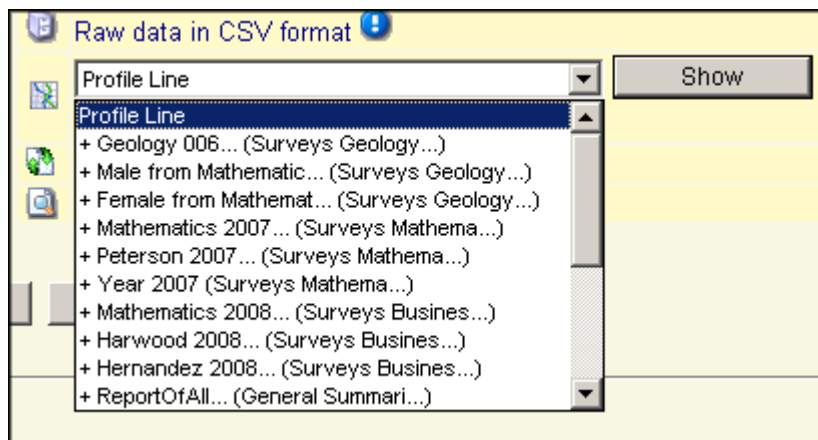 Raw data in CSV format
Profile Line
Show
Profile Line
+ Geology 006... (Surveys Geology...)
+ Male from Mathematic... (Surveys Geology...)
+ Female from Mathemat... (Surveys Geology...)
+ Mathematics 2007... (Surveys Mathema...)
+ Peterson 2007... (Surveys Mathema...)
+ Year 2007 (Surveys Mathema...)
+ Mathematics 2008... (Surveys Busines...)
+ Harwood 2008... (Surveys Busines...)
+ Hernandez 2008... (Surveys Busines...)
+ ReportOfAll... (General Summari...)